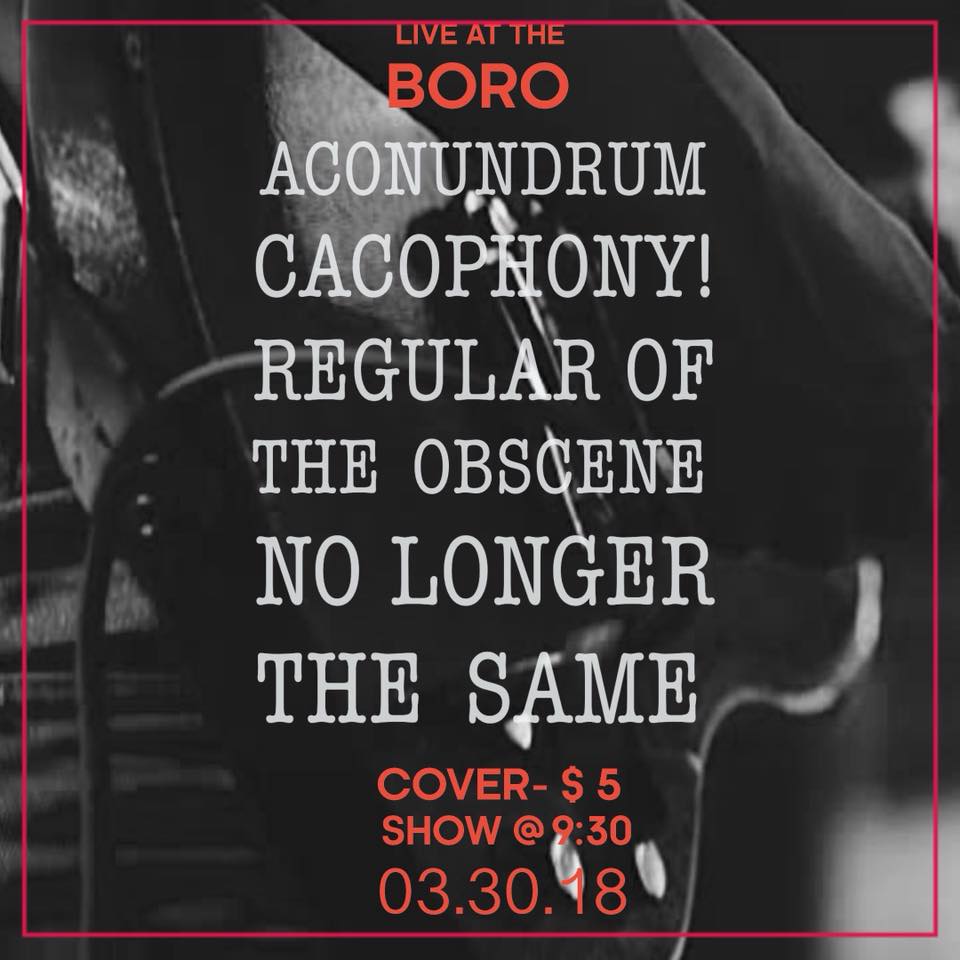 LIVE AT THE
BORO
ACONUNDRUM
CACOPHONY!
REGULAR OF
THE OBSCENE
NO LONGER
THE SAME
COVER- $ 5
SHOW @ 9:30
03.30.18